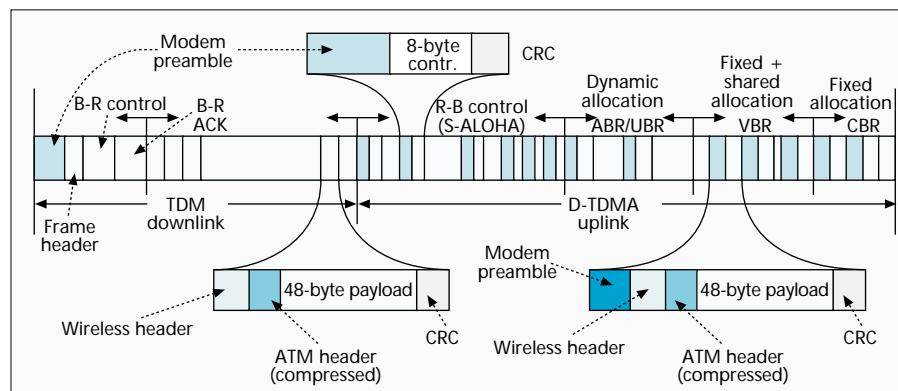 Modem
preamble
8-byte
contr.
CRC
B-R control
B-R
ACK
R-B control
(S-ALOHA)
Dynamic
allocation
ABR/UBR
Fixed +
shared
allocation
VBR
Fixed
allocation
CBR
Frame
header
TDM
downlink
D-TDMA
uplink
48-byte payload
Wireless header
ATM header
(compressed)
CRC
Modem
preamble
48-byte payload
Wireless
header
ATM header
(compressed)
CRC